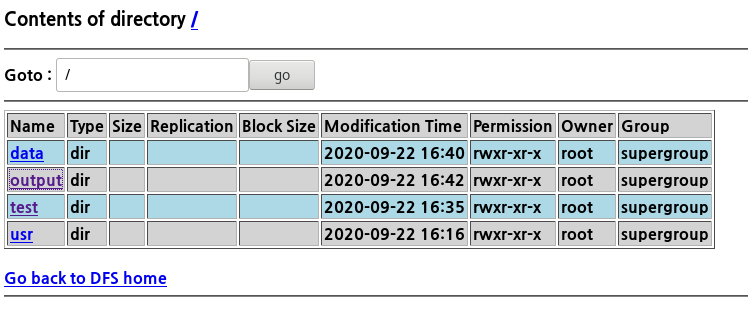 Contents of directory /
Goto : / go
Name Type Size Replication Block Size Modification Time Permission Owner Group
data dir 2020-09-22 16:40 rwxr-xr-x root supergroup
output dir 2020-09-22 16:42 rwxr-xr-x root supergroup
test dir 2020-09-22 16:35 rwxr-xr-x root supergroup
usr dir 2020-09-22 16:16 rwxr-xr-x root supergroup
Go back to DFS home